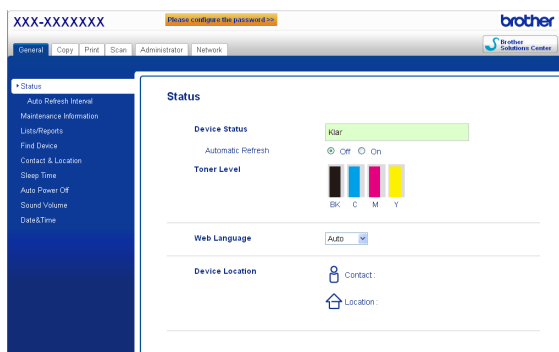 XXX-XXXXXXX
Please configure the password >>
brother
General Copy Print Scan Administrator Network
Brother Solutions Center
Status
Auto Refresh Interval
Maintenance Information
Lists/Reports
Find Device
Contact & Location
Sleep Time
Auto Power Off
Sound Volume
Date&Time
Status
Device Status Klar
Automatic Refresh Off On
Toner Level
BK C M Y
Web Language Auto
Device Location Contact :
Location :